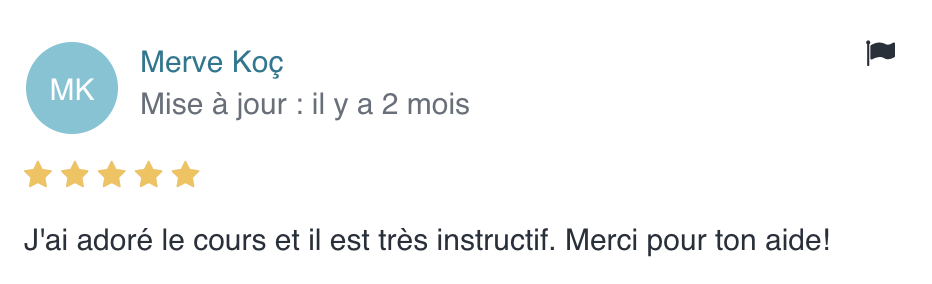 MK
Merve Koç
Mise à jour : il y a 2 mois
J'ai adoré le cours et il est très instructif. Merci pour ton aide!